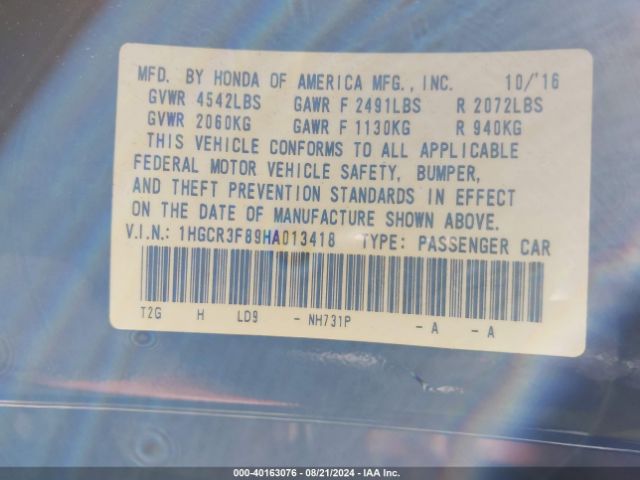 MFD. BY HONDA OF AMERICA MFG., INC. 10/'16
GVWR 4542LBS GAWR F 2491LBS R 2072LBS
GVWR 2060KG GAWR F 1130KG R 940KG
THIS VEHICLE CONFORMS TO ALL APPLICABLE
FEDERAL MOTOR VEHICLE SAFETY, BUMPER,
AND THEFT PREVENTION STANDARDS IN EFFECT
ON THE DATE OF MANUFACTURE SHOWN ABOVE.
V.I.N.: 1HGCR3F89HA013418 TYPE: PASSENGER CAR
T2G H LD9 - NH731P - A - A
000-40163076 - 08/21/2024 - IAA Inc.